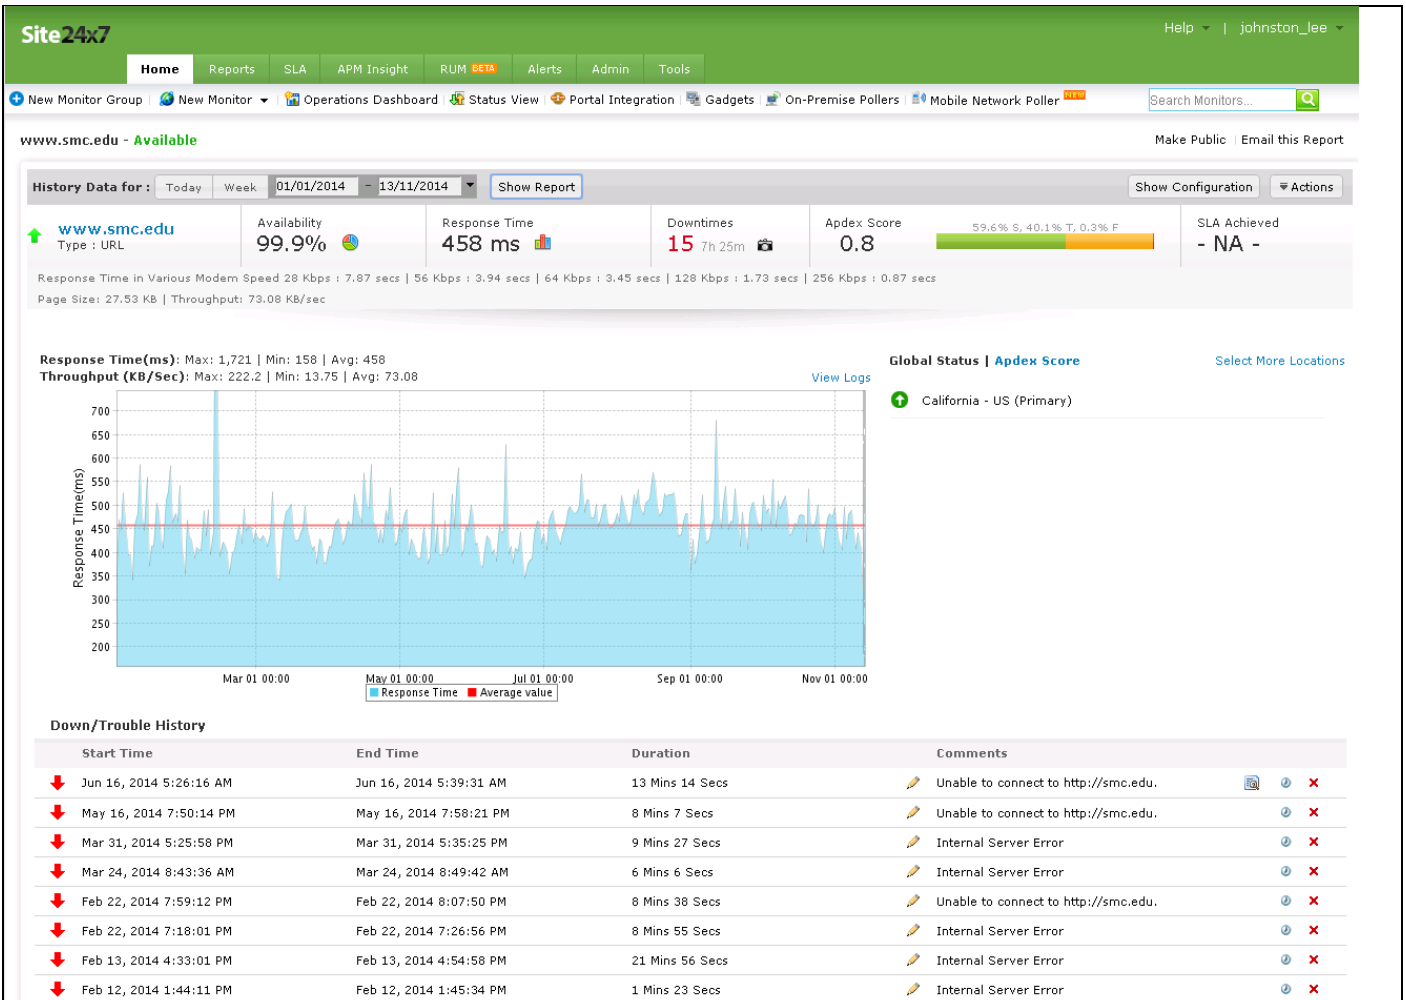 Site24x7
Help | johnston_lee
Home Reports SLA APM Insight RUM BETA Alerts Admin Tools
New Monitor Group New Monitor Operations Dashboard Status View Portal Integration Gadgets On-Premise Pollers Mobile Network Poller NEW Search Monitors...
www.smc.edu - Available Make Public Email this Report
History Data for : Today Week 01/01/2014 - 13/11/2014 Show Report Show Configuration Actions
www.smc.edu
Type : URL
Availability
99.9%
Response Time
458 ms
Downtimes
15 7h 25m
Apdex Score
0.8
59.6% S, 40.1% T, 0.3% F
SLA Achieved
- NA -
Response Time in Various Modem Speed 28 Kbps : 7.87 secs | 56 Kbps : 3.94 secs | 64 Kbps : 3.45 secs | 128 Kbps : 1.73 secs | 256 Kbps : 0.87 secs
Page Size: 27.53 KB | Throughput: 73.08 KB/sec
Response Time(ms): Max: 1,721 | Min: 158 | Avg: 458
Throughput (KB/Sec): Max: 222.2 | Min: 13.75 | Avg: 73.08
View Logs
Global Status | Apdex Score Select More Locations
California - US (Primary)
Response Time(ms)
700
650
600
550
500
450
400
350
300
250
200
Mar 01 00:00 May 01 00:00 Jul 01 00:00 Sep 01 00:00 Nov 01 00:00
Response Time Average value
Down/Trouble History
Start Time End Time Duration Comments
Jun 16, 2014 5:26:16 AM Jun 16, 2014 5:39:31 AM 13 Mins 14 Secs Unable to connect to http://smc.edu.
May 16, 2014 7:50:14 PM May 16, 2014 7:58:21 PM 8 Mins 7 Secs Unable to connect to http://smc.edu.
Mar 31, 2014 5:25:58 PM Mar 31, 2014 5:35:25 PM 9 Mins 27 Secs Internal Server Error
Mar 24, 2014 8:43:36 AM Mar 24, 2014 8:49:42 AM 6 Mins 6 Secs Internal Server Error
Feb 22, 2014 7:59:12 PM Feb 22, 2014 8:07:50 PM 8 Mins 38 Secs Unable to connect to http://smc.edu.
Feb 22, 2014 7:18:01 PM Feb 22, 2014 7:26:56 PM 8 Mins 55 Secs Internal Server Error
Feb 13, 2014 4:33:01 PM Feb 13, 2014 4:54:58 PM 21 Mins 56 Secs Internal Server Error
Feb 12, 2014 1:44:11 PM Feb 12, 2014 1:45:34 PM 1 Mins 23 Secs Internal Server Error